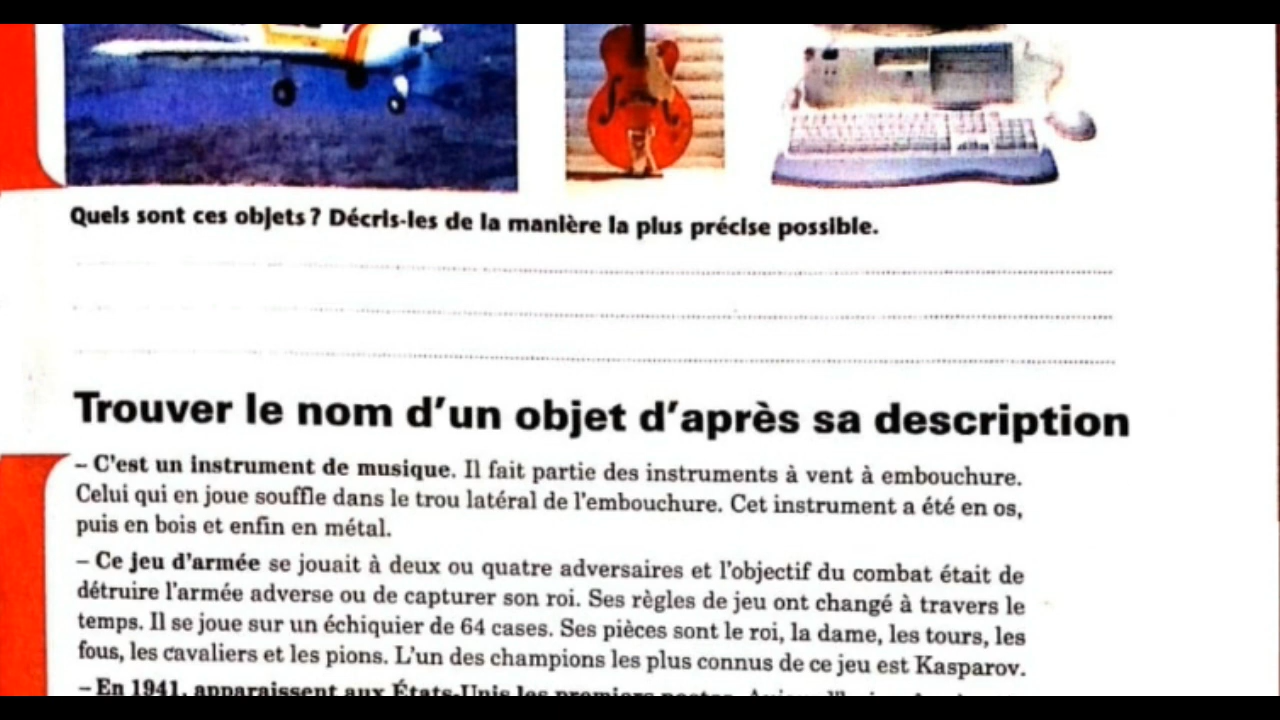 Quels sont ces objets ? Décris-les de la manière la plus précise possible.
Trouver le nom d'un objet d'après sa description
– C'est un instrument de musique. Il fait partie des instruments à vent à embouchure.
Celui qui en joue souffle dans le trou latéral de l'embouchure. Cet instrument a été en os,
puis en bois et enfin en métal.
– Ce jeu d'armée se jouait à deux ou quatre adversaires et l'objectif du combat était de
détruire l'armée adverse ou de capturer son roi. Ses règles de jeu ont changé à travers le
temps. Il se joue sur un échiquier de 64 cases. Ses pièces sont le roi, la dame, les tours, les
fous, les cavaliers et les pions. L'un des champions les plus connus de ce jeu est Kasparov.
– En 1941, apparaissent aux États-Unis les premiers